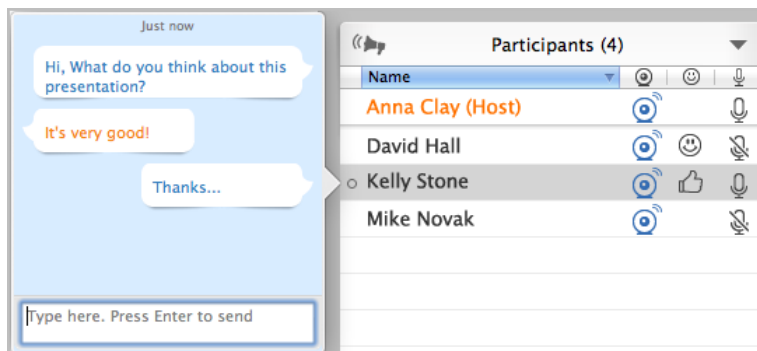 Just now
Hi, What do you think about this
presentation?
It's very good!
Thanks...
Type here. Press Enter to send
Participants (4)
Name
Anna Clay (Host)
David Hall
Kelly Stone
Mike Novak